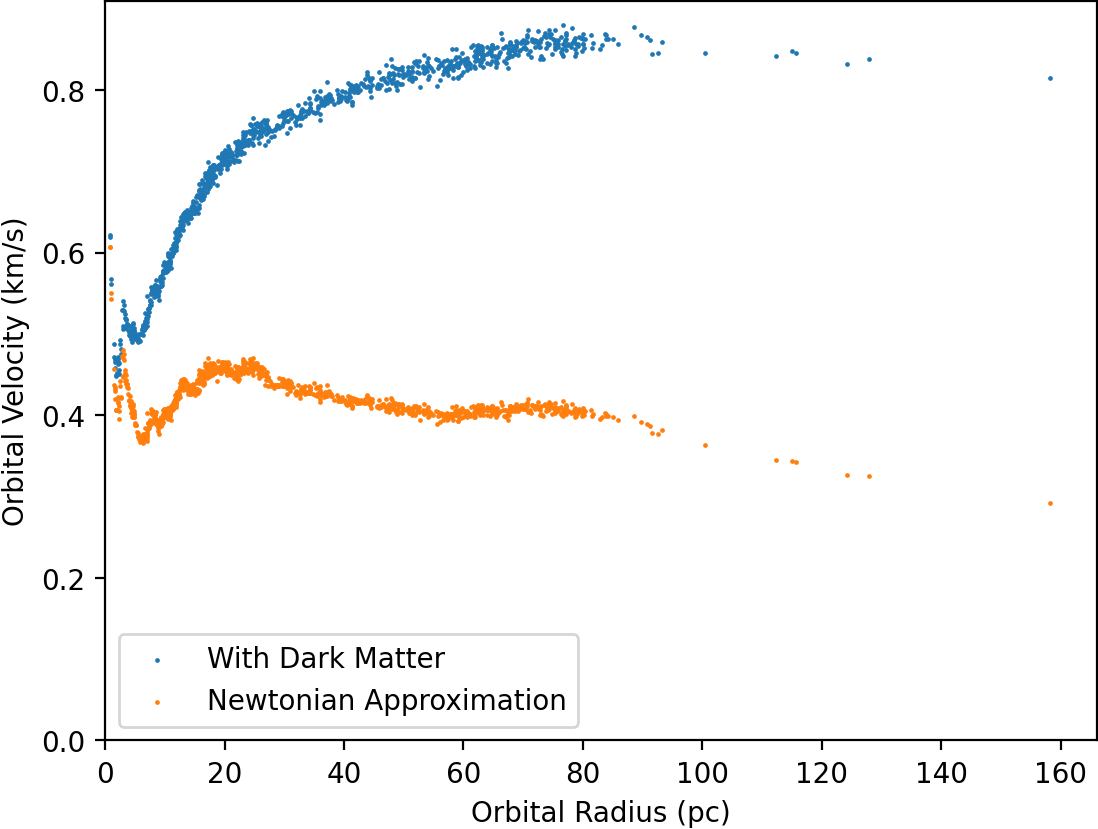 Orbital Velocity (km/s)
0.8
0.6
0.4
0.2
0.0
With Dark Matter
Newtonian Approximation
0 20 40 60 80 100 120 140 160
Orbital Radius (pc)